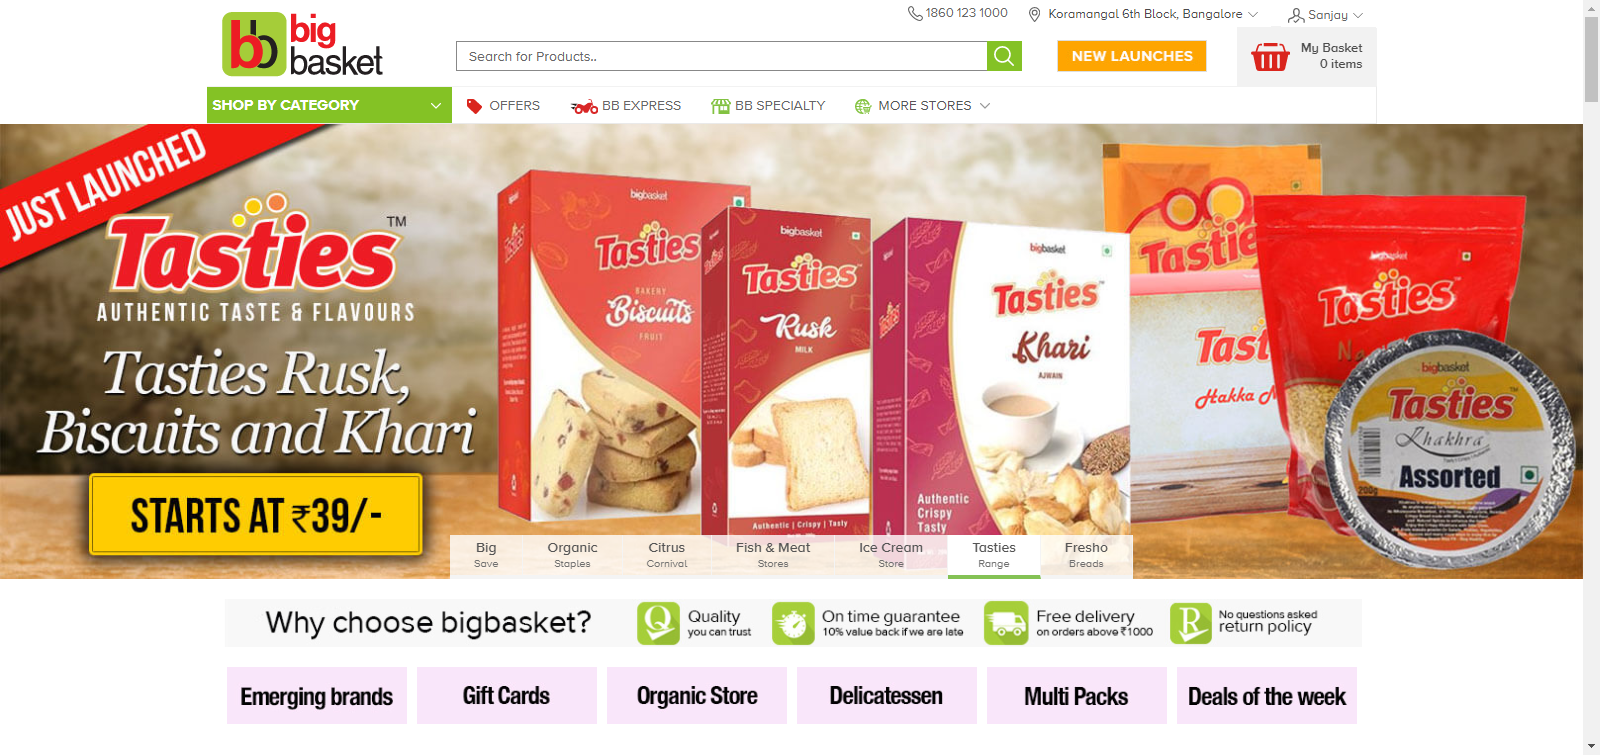 bb big
basket
1860 123 1000
Koramangal 6th Block, Bangalore
Sanjay
Search for Products..
NEW LAUNCHES
My Basket
0 items
SHOP BY CATEGORY
OFFERS
BB EXPRESS
BB SPECIALTY
MORE STORES
JUST LAUNCHED
Tasties TM
AUTHENTIC TASTE & FLAVOURS
Tasties Rusk,
Biscuits and Khari
STARTS AT ₹39/-
bigbasket
Tasties
BAKERY
Biscuits
FRUIT
bigbasket
Tasties
Rusk
MILK
Authentic | Crispy | Tasty
bigbasket
Tasties
Khari
AJWAIN
Authentic
Crispy
Tasty
Tastie
Tast
Hakka N
bigbasket
Tasties
bigbasket
Tasties TM
Khakhra
Assorted
200g
Big
Save
Organic
Staples
Citrus
Cornival
Fish & Meat
Stores
Ice Cream
Store
Tasties
Range
Fresho
Breads
Why choose bigbasket?
Quality
you can trust
On time guarantee
10% value back if we are late
Free delivery
on orders above ₹1000
No questions asked
return policy
Emerging brands
Gift Cards
Organic Store
Delicatessen
Multi Packs
Deals of the week